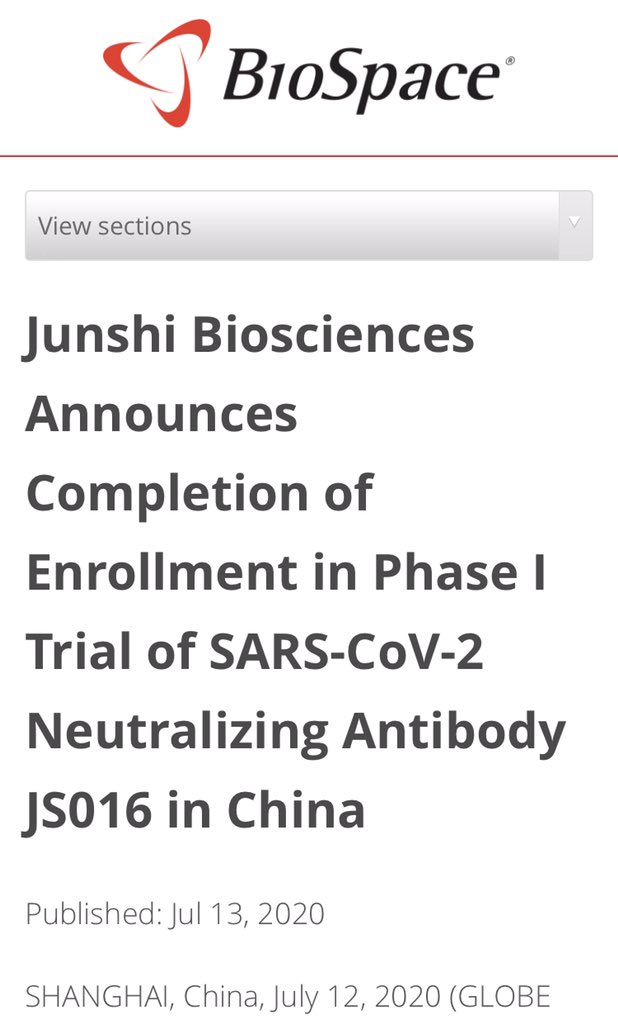 BioSpace®
View sections
Junshi Biosciences
Announces
Completion of
Enrollment in Phase I
Trial of SARS-CoV-2
Neutralizing Antibody
JS016 in China
Published: Jul 13, 2020
SHANGHAI, China, July 12, 2020 (GLOBE